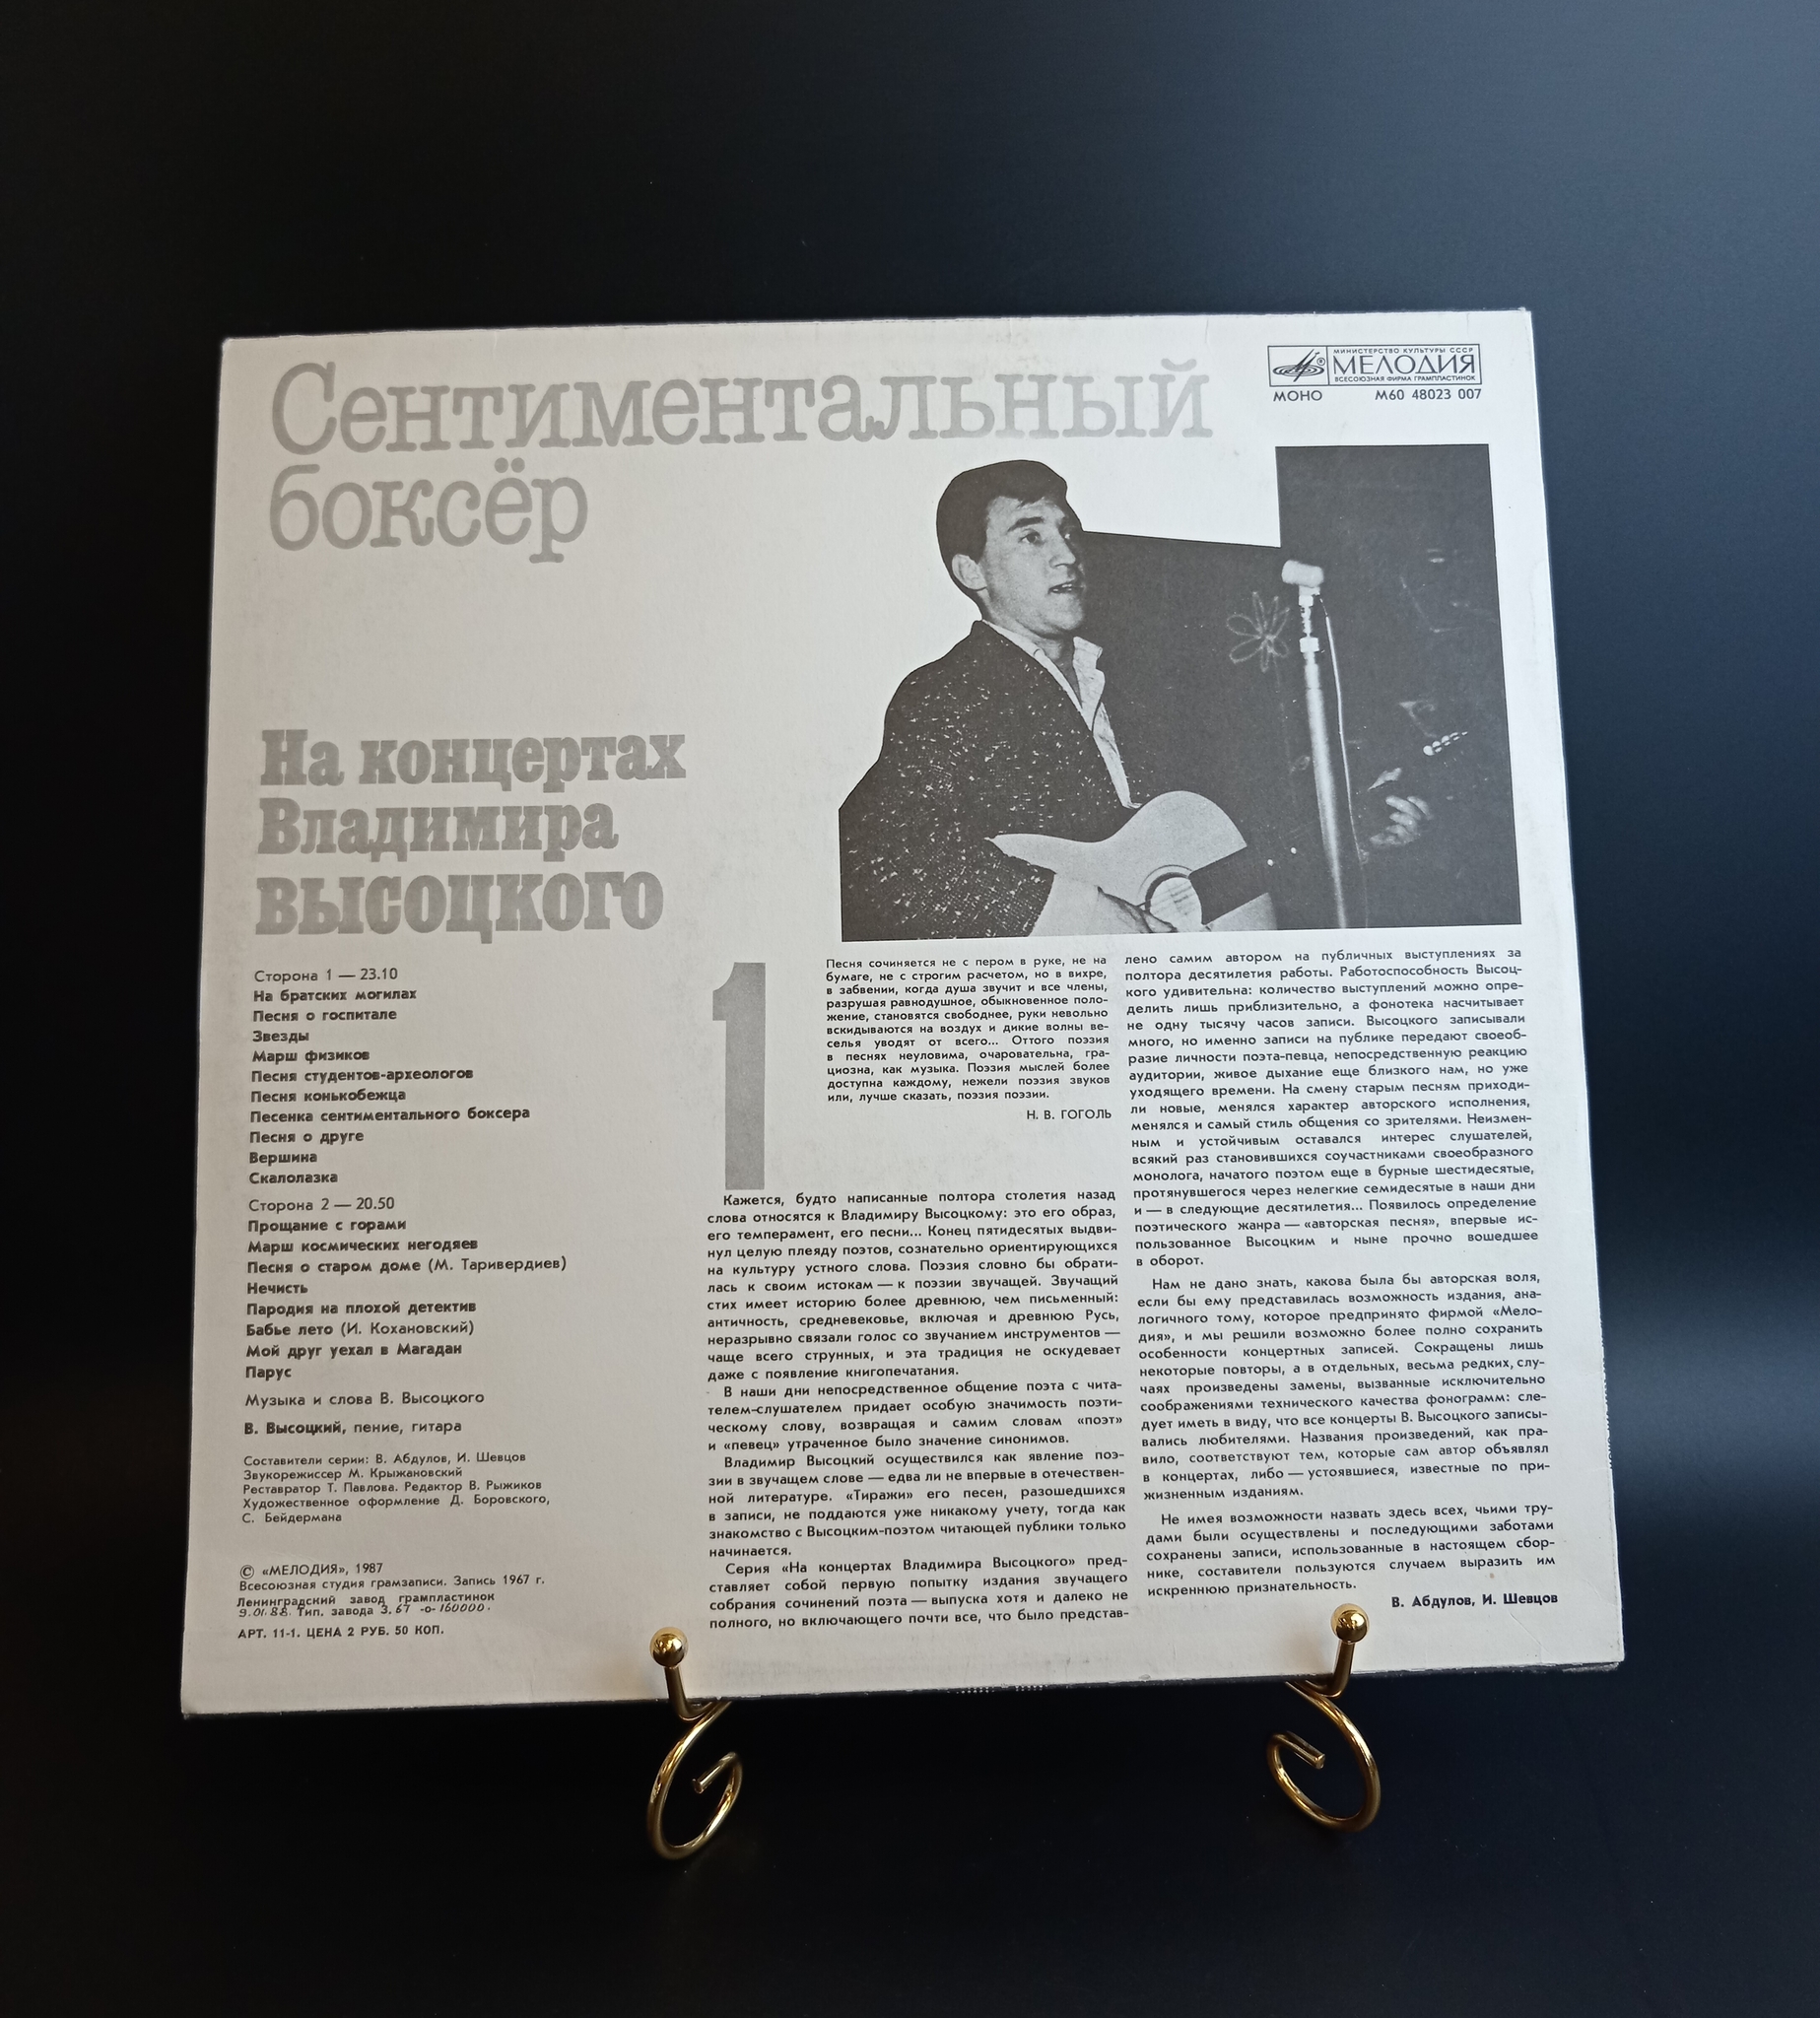 Сентиментальный
боксёр
МИНИСТЕРСТВО КУЛЬТУРЫ СССР
МЕЛОДИЯ
ВСЕСОЮЗНАЯ ФИРМА ГРАМПЛАСТИНОК
МОНО М60 48023 007
На концертах
Владимира
Высоцкого
1
Сторона 1 — 23.10
На братских могилах
Песня о госпитале
Звезды
Марш физиков
Песня студентов-археологов
Песня конькобежца
Песенка сентиментального боксера
Песня о друге
Вершина
Скалолазка
Сторона 2 — 20.50
Прощание с горами
Марш космических негодяев
Песня о старом доме (М. Таривердиев)
Нечисть
Пародия на плохой детектив
Бабье лето (И. Кохановский)
Мой друг уехал в Магадан
Парус
Музыка и слова В. Высоцкого
В. Высоцкий, пение, гитара
Составители серии: В. Абдулов, И. Шевцов
Звукорежиссер М. Крыжановский
Реставратор Т. Павлова. Редактор В. Рыжиков
Художественное оформление Д. Боровского,
С. Бейдермана
© «МЕЛОДИЯ», 1987
Всесоюзная студия грамзаписи. Запись 1967 г.
Ленинградский завод грампластинок
9.01.88. Тип. завода З.67 -о-160000.
АРТ. 11-1. ЦЕНА 2 РУБ. 50 КОП.
Песня сочиняется не с пером в руке, не на
бумаге, не с строгим расчетом, но в вихре,
в забвении, когда душа звучит и все члены,
разрушая равнодушное, обыкновенное поло-
жение, становятся свободнее, руки невольно
вскидываются на воздух и дикие волны ве-
селья уводят от всего... Оттого поэзия
в песнях неуловима, очаровательна, гра-
циозна, как музыка. Поэзия мыслей более
доступна каждому, нежели поэзия звуков
или, лучше сказать, поэзия поэзии.
Н. В. ГОГОЛЬ
Кажется, будто написанные полтора столетия назад
слова относятся к Владимиру Высоцкому: это его образ,
его темперамент, его песни... Конец пятидесятых выдви-
нул целую плеяду поэтов, сознательно ориентирующихся
на культуру устного слова. Поэзия словно бы обрати-
лась к своим истокам — к поэзии звучащей. Звучащий
стих имеет историю более древнюю, чем письменный:
античность, средневековье, включая и древнюю Русь,
неразрывно связали голос со звучанием инструментов —
чаще всего струнных, и эта традиция не оскудевает
даже с появление книгопечатания.
В наши дни непосредственное общение поэта с чита-
телем-слушателем придает особую значимость поэти-
ческому слову, возвращая и самим словам «поэт»
и «певец» утраченное было значение синонимов.
Владимир Высоцкий осуществился как явление поэ-
зии в звучащем слове — едва ли не впервые в отечествен-
ной литературе. «Тиражи» его песен, разошедшихся
в записи, не поддаются уже никакому учету, тогда как
знакомство с Высоцким-поэтом читающей публики только
начинается.
Серия «На концертах Владимира Высоцкого» пред-
ставляет собой первую попытку издания звучащего
собрания сочинений поэта — выпуска хотя и далеко не
полного, но включающего почти все, что было представ-
лено самим автором на публичных выступлениях за
полтора десятилетия работы. Работоспособность Высоц-
кого удивительна: количество выступлений можно опре-
делить лишь приблизительно, а фонотека насчитывает
не одну тысячу часов записи. Высоцкого записывали
много, но именно записи на публике передают своеоб-
разие личности поэта-певца, непосредственную реакцию
аудитории, живое дыхание еще близкого нам, но уже
уходящего времени. На смену старым песням приходи-
ли новые, менялся характер авторского исполнения,
менялся и самый стиль общения со зрителями. Неизмен-
ным и устойчивым оставался интерес слушателей,
всякий раз становившихся соучастниками своеобразного
монолога, начатого поэтом еще в бурные шестидесятые,
протянувшегося через нелегкие семидесятые в наши дни
и — в следующие десятилетия... Появилось определение
поэтического жанра — «авторская песня», впервые ис-
пользованное Высоцким и ныне прочно вошедшее
в оборот.
Нам не дано знать, какова была бы авторская воля,
если бы ему представилась возможность издания, ана-
логичного тому, которое предпринято фирмой «Мело-
дия», и мы решили возможно более полно сохранить
особенности концертных записей. Сокращены лишь
некоторые повторы, а в отдельных, весьма редких, слу-
чаях произведены замены, вызванные исключительно
соображениями технического качества фонограмм: сле-
дует иметь в виду, что все концерты В. Высоцкого записы-
вались любителями. Названия произведений, как пра-
вило, соответствуют тем, которые сам автор объявлял
в концертах, либо — устоявшиеся, известные по при-
жизненным изданиям.
Не имея возможности назвать здесь всех, чьими тру-
дами были осуществлены и последующими заботами
сохранены записи, использованные в настоящем сбор-
нике, составители пользуются случаем выразить им
искреннюю признательность.
В. Абдулов, И. Шевцов